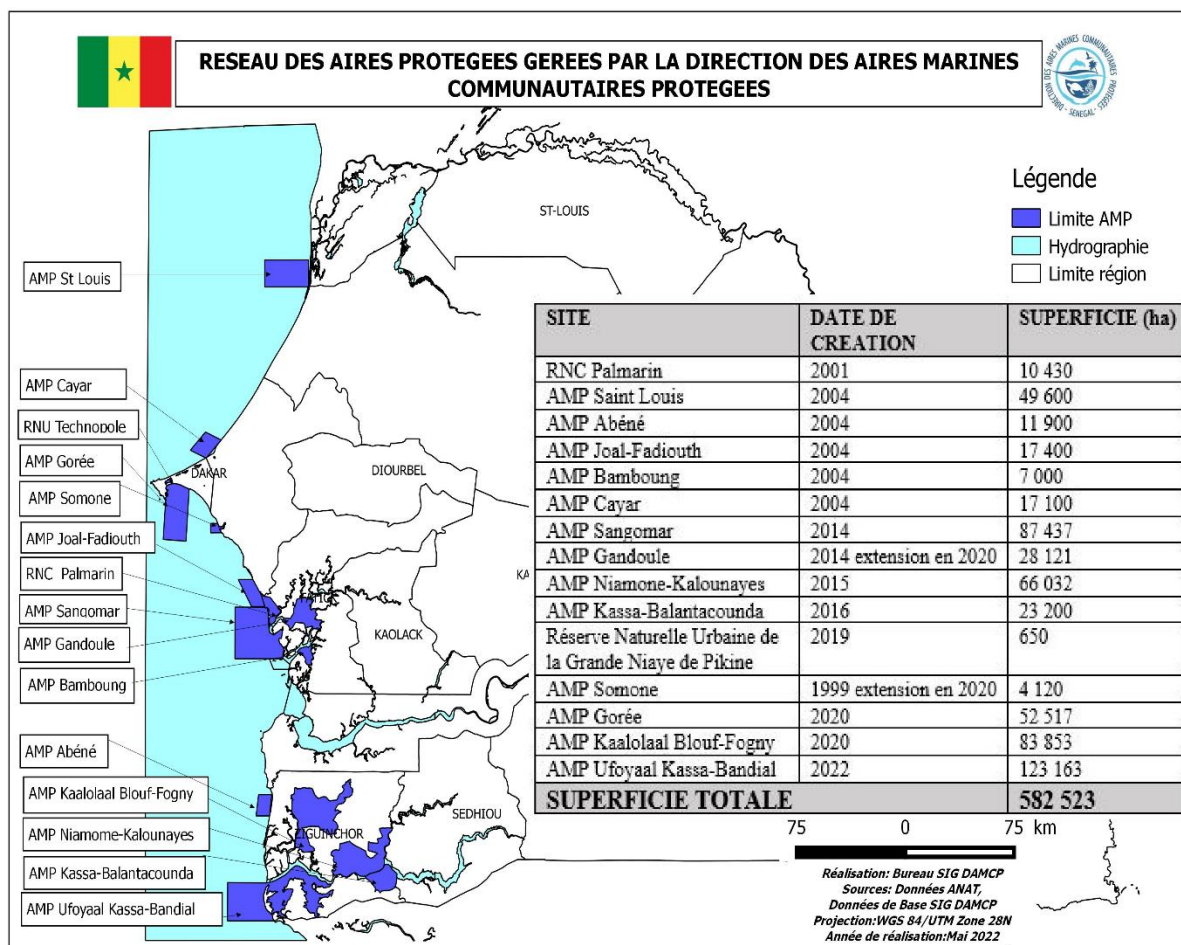 RESEAU DES AIRES PROTEGEES GEREES PAR LA DIRECTION DES AIRES MARINES
COMMUNAUTAIRES PROTEGEES
DIRECTION DES AIRES MARINES COMMUNAUTAIRES PROTÉGÉES - SENEGAL -
Légende
Limite AMP
Hydrographie
Limite région
ST-LOUIS
DAKAR
DIOURBEL
KAOLACK
KA
SEDHIOU
ZIGUINCHOR
AMP St Louis
AMP Cayar
RNU Technopole
AMP Gorée
AMP Somone
AMP Joal-Fadiouth
RNC Palmarin
AMP Sangomar
AMP Gandoule
AMP Bamboung
AMP Abéné
AMP Kaalolaal Blouf-Fogny
AMP Niamome-Kalounayes
AMP Kassa-Balantacounda
AMP Ufoyaal Kassa-Bandial
SITE DATE DE CREATION SUPERFICIE (ha)
RNC Palmarin 2001 10 430
AMP Saint Louis 2004 49 600
AMP Abéné 2004 11 900
AMP Joal-Fadiouth 2004 17 400
AMP Bamboung 2004 7 000
AMP Cayar 2004 17 100
AMP Sangomar 2014 87 437
AMP Gandoule 2014 extension en 2020 28 121
AMP Niamone-Kalounayes 2015 66 032
AMP Kassa-Balantacounda 2016 23 200
Réserve Naturelle Urbaine de la Grande Niaye de Pikine 2019 650
AMP Somone 1999 extension en 2020 4 120
AMP Gorée 2020 52 517
AMP Kaalolaal Blouf-Fogny 2020 83 853
AMP Ufoyaal Kassa-Bandial 2022 123 163
SUPERFICIE TOTALE 582 523
75 0 75 km
Réalisation: Bureau SIG DAMCP
Sources: Données ANAT,
Données de Base SIG DAMCP
Projection:WGS 84/UTM Zone 28N
Année de réalisation:Mai 2022